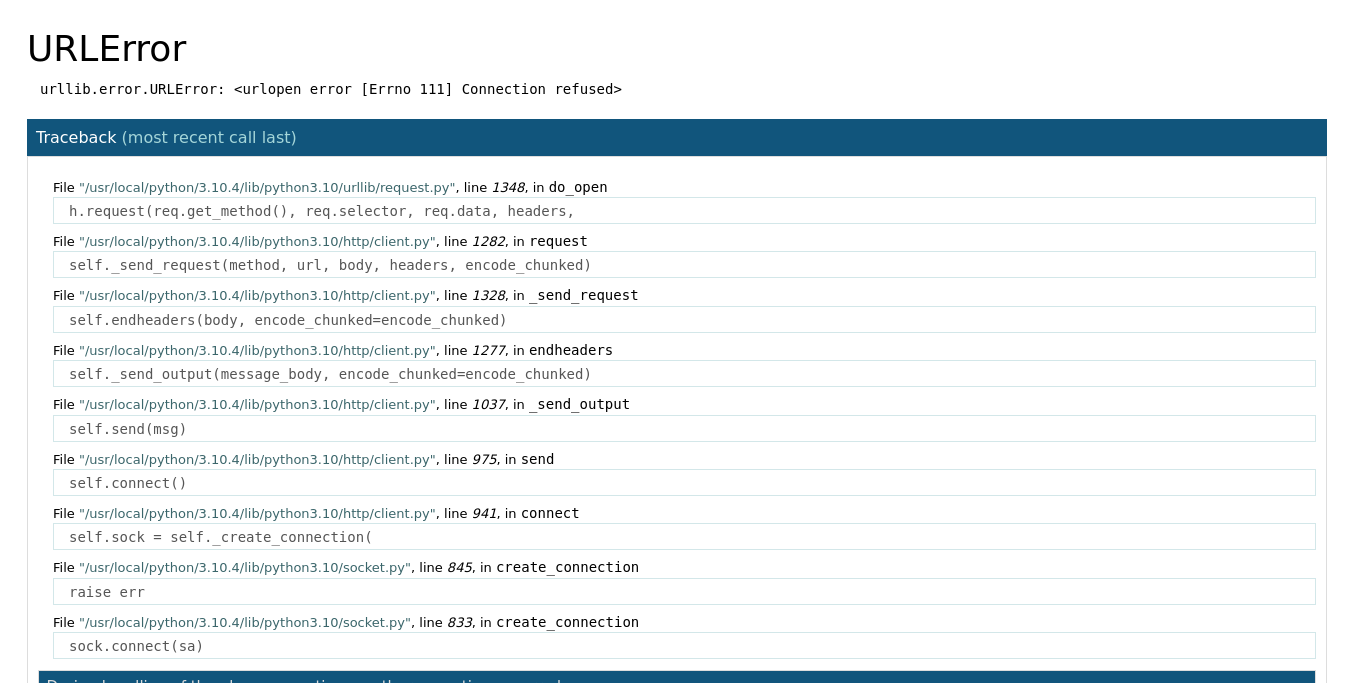 URLError
urllib.error.URLError: <urlopen error [Errno 111] Connection refused>
Traceback (most recent call last)
File "/usr/local/python/3.10.4/lib/python3.10/urllib/request.py", line 1348, in do_open
h.request(req.get_method(), req.selector, req.data, headers,
File "/usr/local/python/3.10.4/lib/python3.10/http/client.py", line 1282, in request
self._send_request(method, url, body, headers, encode_chunked)
File "/usr/local/python/3.10.4/lib/python3.10/http/client.py", line 1328, in _send_request
self.endheaders(body, encode_chunked=encode_chunked)
File "/usr/local/python/3.10.4/lib/python3.10/http/client.py", line 1277, in endheaders
self._send_output(message_body, encode_chunked=encode_chunked)
File "/usr/local/python/3.10.4/lib/python3.10/http/client.py", line 1037, in _send_output
self.send(msg)
File "/usr/local/python/3.10.4/lib/python3.10/http/client.py", line 975, in send
self.connect()
File "/usr/local/python/3.10.4/lib/python3.10/http/client.py", line 941, in connect
self.sock = self._create_connection(
File "/usr/local/python/3.10.4/lib/python3.10/socket.py", line 845, in create_connection
raise err
File "/usr/local/python/3.10.4/lib/python3.10/socket.py", line 833, in create_connection
sock.connect(sa)